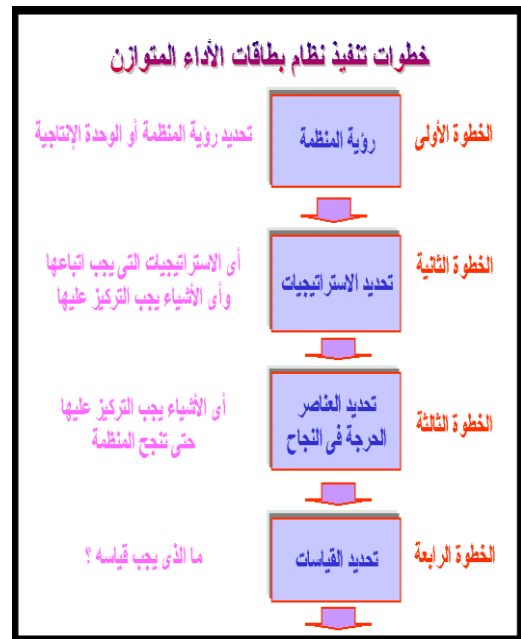 خطوات تنفيذ نظام بطاقات الأداء المتوازن
الخطوة الأولى
رؤية المنظمة
تحديد رؤية المنظمة أو الوحدة الإنتاجية
الخطوة الثانية
تحديد الاستراتيجيات
أى الاستراتيجيات التى يجب اتباعها
وأى الأشياء يجب التركيز عليها
الخطوة الثالثة
تحديد العناصر
الحرجة فى النجاح
أى الأشياء يجب التركيز عليها
حتى تنجح المنظمة
الخطوة الرابعة
تحديد القياسات
ما الذى يجب قياسه ؟